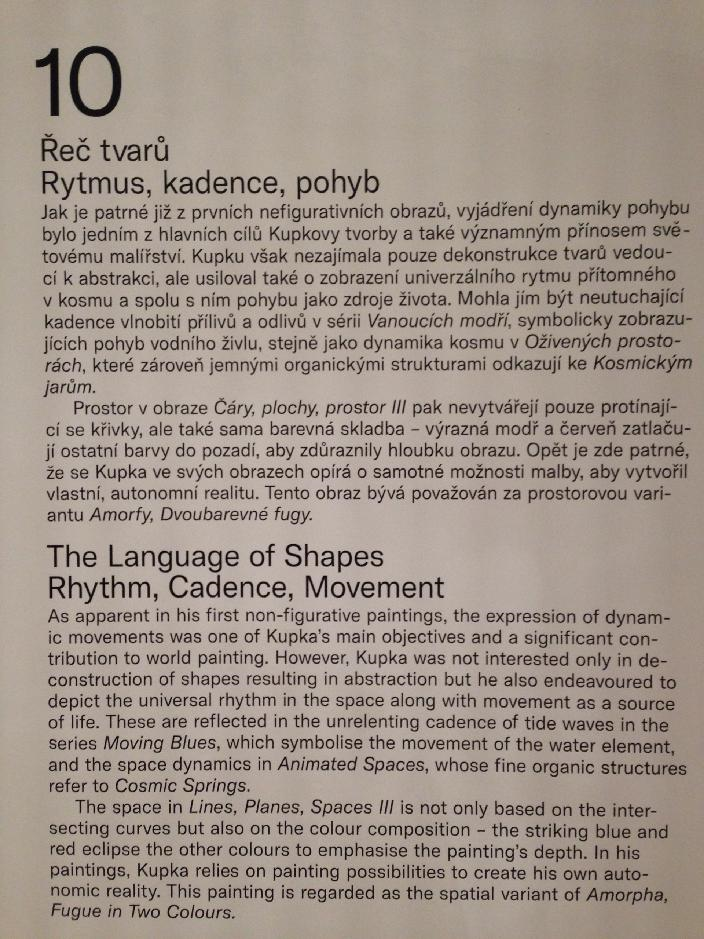 10
Řeč tvarů
Rytmus, kadence, pohyb
Jak je patrné již z prvních nefigurativních obrazů, vyjádření dynamiky pohybu
bylo jedním z hlavních cílů Kupkovy tvorby a také významným přínosem svě-
tovému malířství. Kupku však nezajímala pouze dekonstrukce tvarů vedou-
cí k abstrakci, ale usiloval také o zobrazení univerzálního rytmu přítomného
v kosmu a spolu s ním pohybu jako zdroje života. Mohla jím být neutuchající
kadence vlnobití přílivů a odlivů v sérii Vanoucích modří, symbolicky zobrazu-
jících pohyb vodního živlu, stejně jako dynamika kosmu v Oživených prosto-
rách, které zároveň jemnými organickými strukturami odkazují ke Kosmickým
jarům.
Prostor v obraze Čáry, plochy, prostor III pak nevytvářejí pouze protínají-
cí se křivky, ale také sama barevná skladba – výrazná modř a červeň zatlaču-
jí ostatní barvy do pozadí, aby zdůraznily hloubku obrazu. Opět je zde patrné,
že se Kupka ve svých obrazech opírá o samotné možnosti malby, aby vytvořil
vlastní, autonomní realitu. Tento obraz bývá považován za prostorovou vari-
antu Amorfy, Dvoubarevné fugy.
The Language of Shapes
Rhythm, Cadence, Movement
As apparent in his first non-figurative paintings, the expression of dynam-
ic movements was one of Kupka's main objectives and a significant con-
tribution to world painting. However, Kupka was not interested only in de-
construction of shapes resulting in abstraction but he also endeavoured to
depict the universal rhythm in the space along with movement as a source
of life. These are reflected in the unrelenting cadence of tide waves in the
series Moving Blues, which symbolise the movement of the water element,
and the space dynamics in Animated Spaces, whose fine organic structures
refer to Cosmic Springs.
The space in Lines, Planes, Spaces III is not only based on the inter-
secting curves but also on the colour composition – the striking blue and
red eclipse the other colours to emphasise the painting's depth. In his
paintings, Kupka relies on painting possibilities to create his own auto-
nomic reality. This painting is regarded as the spatial variant of Amorpha,
Fugue in Two Colours.